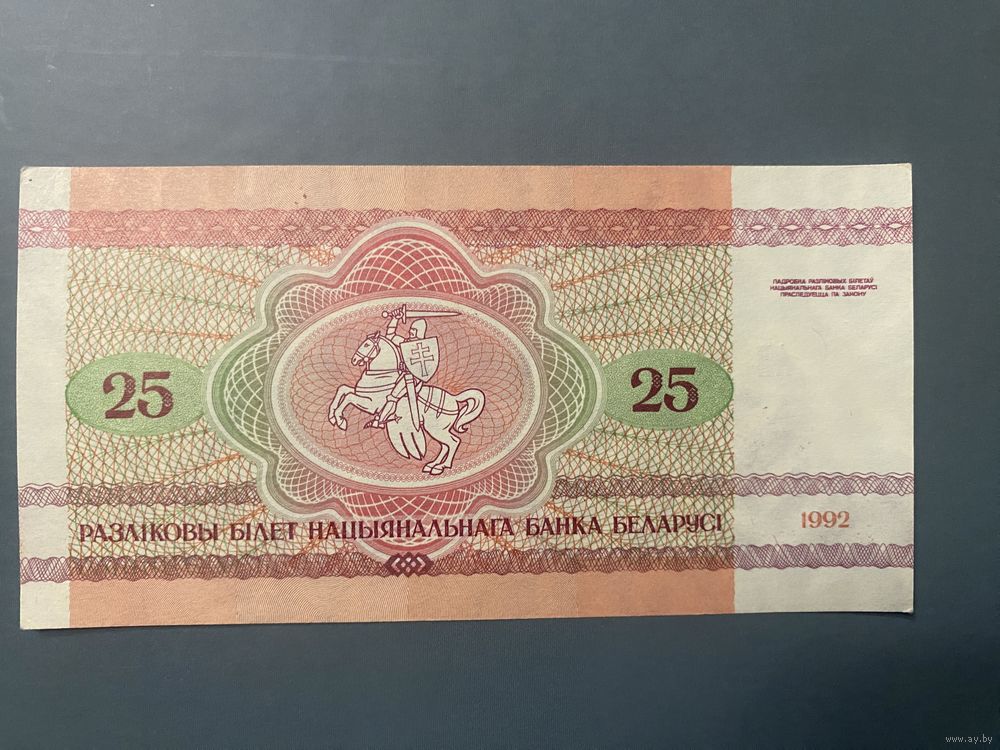 ПАДРОБКА РАЗЛІКОВЫХ БІЛЕТАЎ
НАЦЫЯНАЛЬНАГА БАНКА БЕЛАРУСІ
ПРАСЛЕДУЕЦЦА ПА ЗАКОНУ
25
25
РАЗЛІКОВЫ БІЛЕТ НАЦЫЯНАЛЬНАГА БАНКА БЕЛАРУСІ
1992
www.ay.by